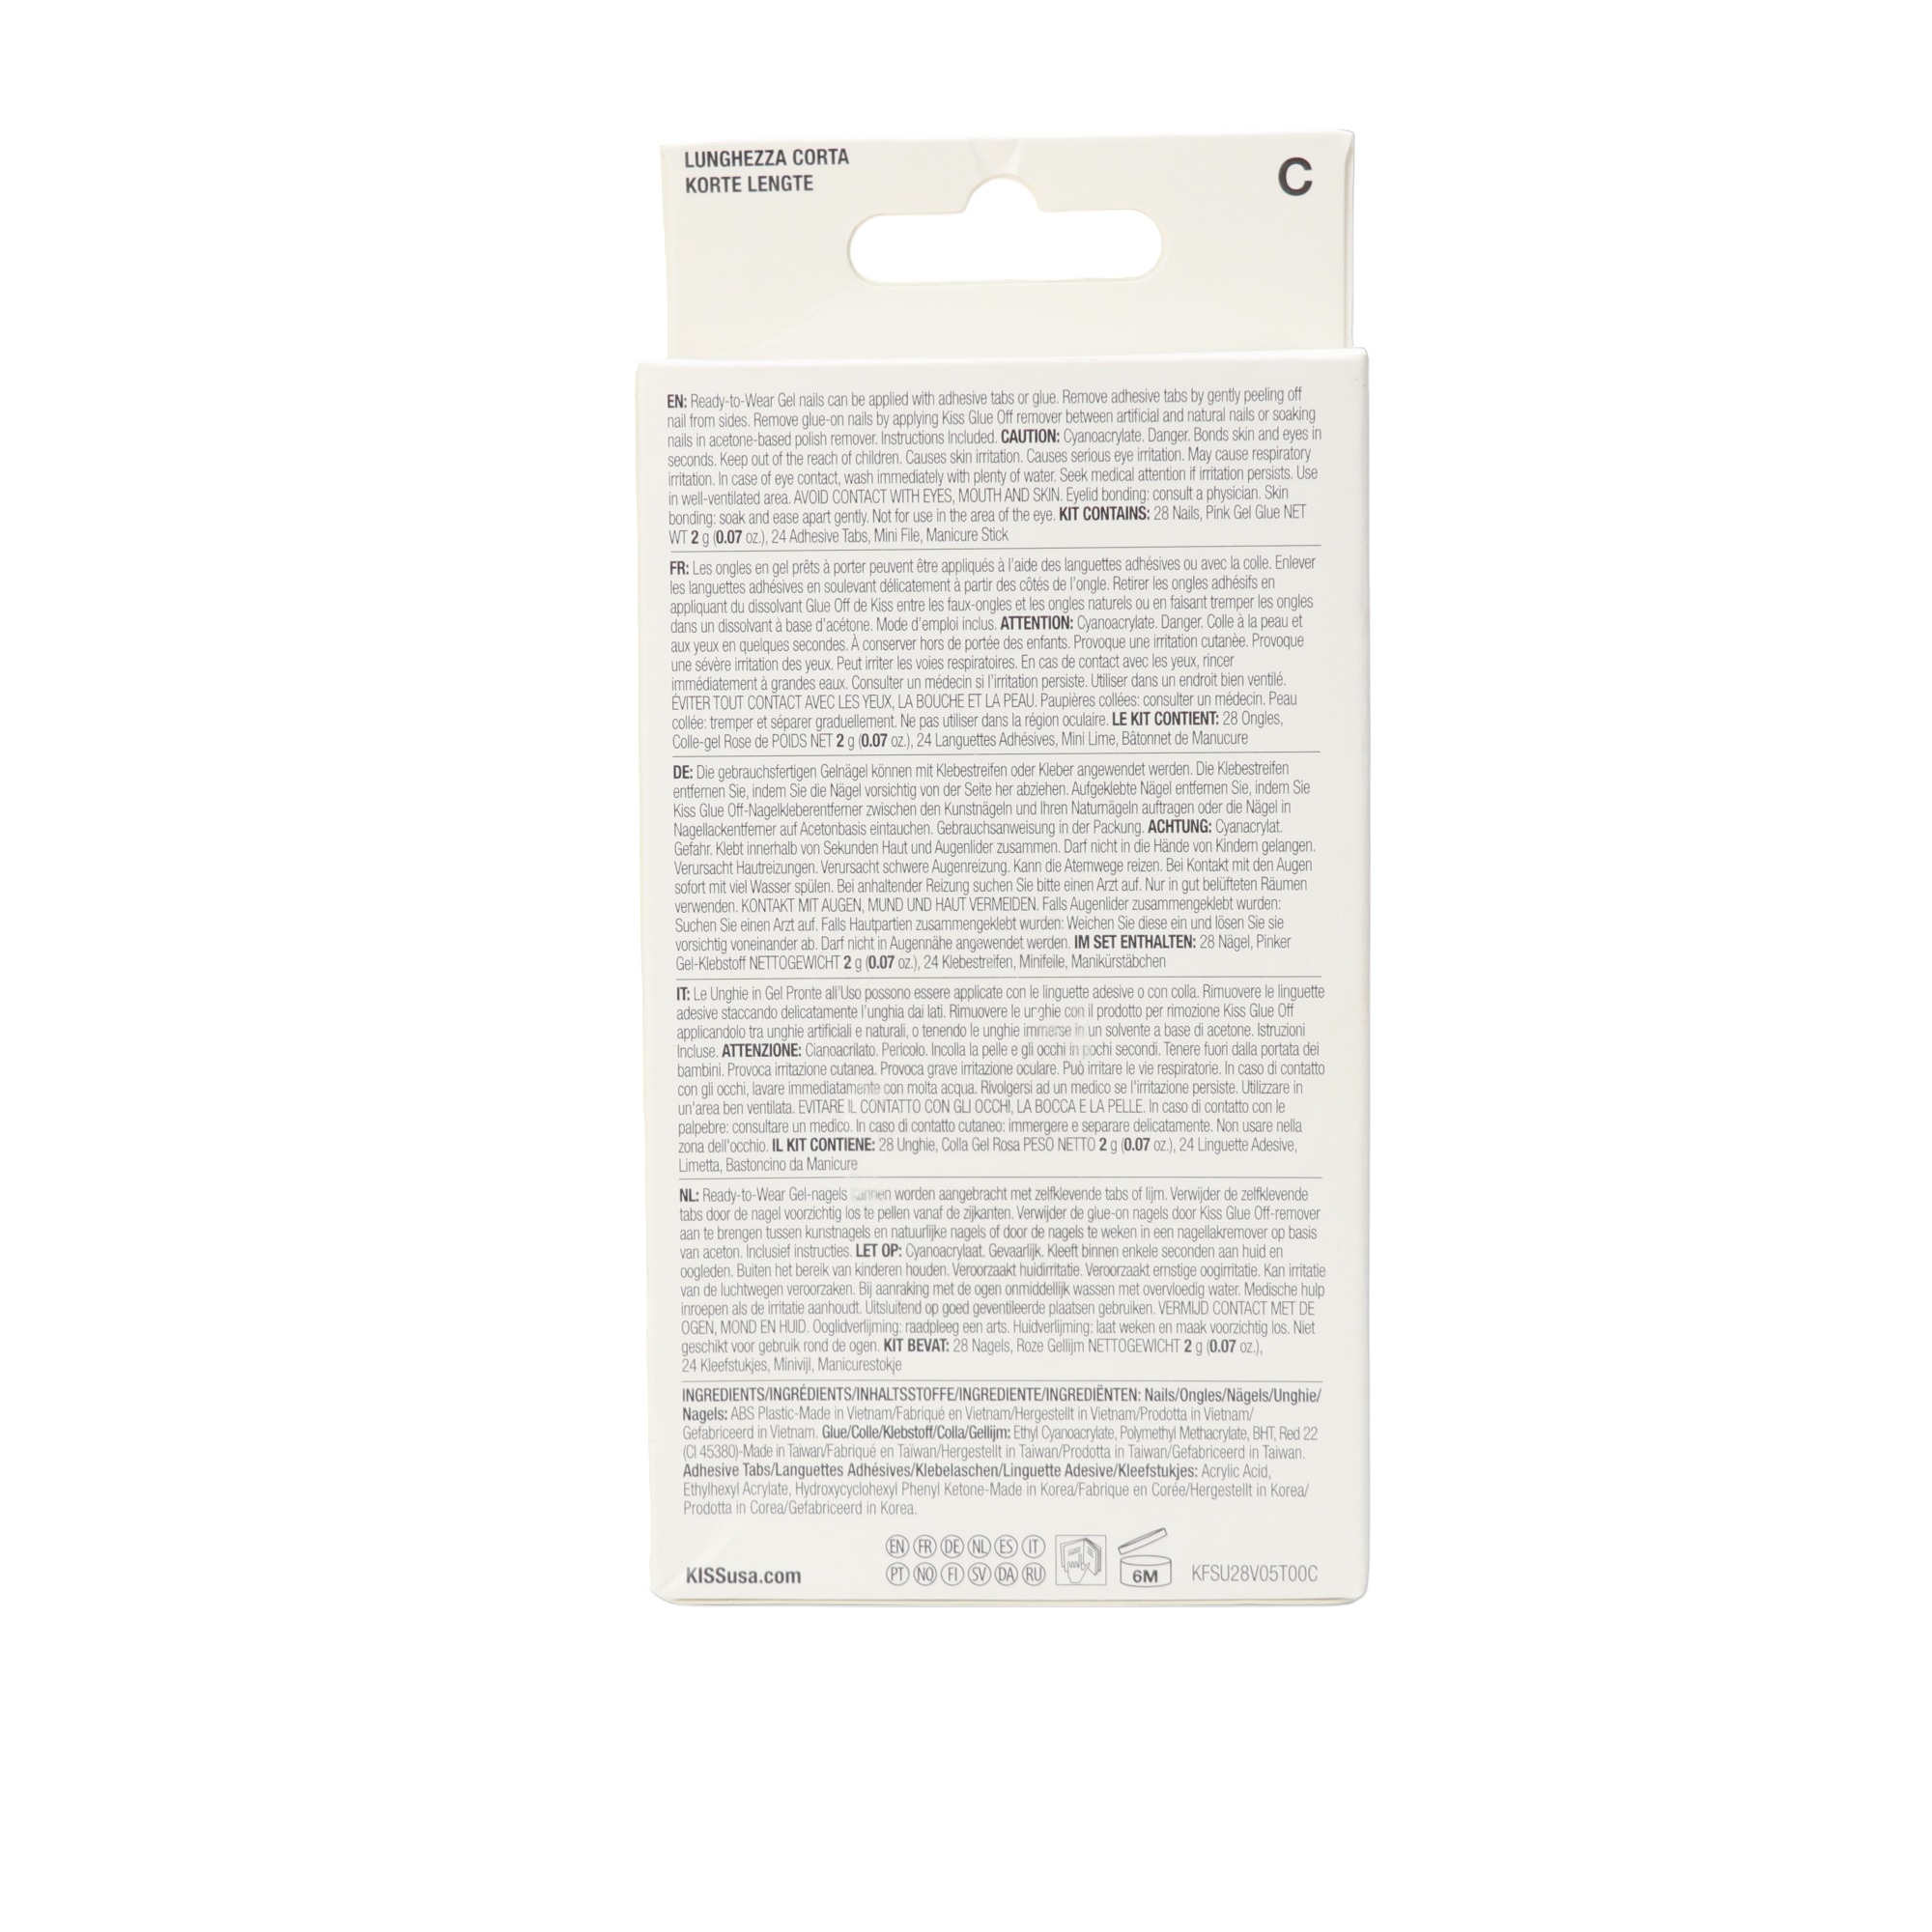 LUNGHEZZA CORTA
KORTE LENGTE
C
EN: Ready-to-Wear Gel nails can be applied with adhesive tabs or glue. Remove adhesive tabs by gently peeling off
nail from sides. Remove glue-on nails by applying Kiss Glue Off remover between artificial and natural nails or soaking
nails in acetone-based polish remover. Instructions Included. CAUTION: Cyanoacrylate. Danger. Bonds skin and eyes in
seconds. Keep out of the reach of children. Causes skin irritation. Causes serious eye irritation. May cause respiratory
irritation. In case of eye contact, wash immediately with plenty of water. Seek medical attention if irritation persists. Use
in well-ventilated area. AVOID CONTACT WITH EYES, MOUTH AND SKIN. Eyelid bonding: consult a physician. Skin
bonding: soak and ease apart gently. Not for use in the area of the eye. KIT CONTAINS: 28 Nails, Pink Gel Glue NET
WT 2 g (0.07 oz.), 24 Adhesive Tabs, Mini File, Manicure Stick
FR: Les ongles en gel prêts à porter peuvent être appliqués à l'aide des languettes adhésives ou avec la colle. Enlever
les languettes adhésives en soulevant délicatement à partir des côtés de l'ongle. Retirer les ongles adhésifs en
appliquant du dissolvant Glue Off de Kiss entre les faux-ongles et les ongles naturels ou en faisant tremper les ongles
dans un dissolvant à base d'acétone. Mode d'emploi inclus. ATTENTION: Cyanoacrylate. Danger. Colle à la peau et
aux yeux en quelques secondes. À conserver hors de portée des enfants. Provoque une irritation cutanèe. Provoque
une sévère irritation des yeux. Peut irriter les voies respiratoires. En cas de contact avec les yeux, rincer
immédiatement à grandes eaux. Consulter un médecin si l'irritation persiste. Utiliser dans un endroit bien ventilé.
ÉVITER TOUT CONTACT AVEC LES YEUX, LA BOUCHE ET LA PEAU. Paupières collées: consulter un médecin. Peau
collée: tremper et séparer graduellement. Ne pas utiliser dans la région oculaire. LE KIT CONTIENT: 28 Ongles,
Colle-gel Rose de POIDS NET 2 g (0.07 oz.), 24 Languettes Adhésives, Mini Lime, Bâtonnet de Manucure
DE: Die gebrauchsfertigen Gelnägel können mit Klebestreifen oder Kleber angewendet werden. Die Klebestreifen
entfernen Sie, indem Sie die Nägel vorsichtig von der Seite her abziehen. Aufgeklebte Nägel entfernen Sie, indem Sie
Kiss Glue Off-Nagelkleberentferner zwischen den Kunstnägeln und Ihren Naturnägeln auftragen oder die Nägel in
Nagellackentferner auf Acetonbasis eintauchen. Gebrauchsanweisung in der Packung. ACHTUNG: Cyanacrylat.
Gefahr. Klebt innerhalb von Sekunden Haut und Augenlider zusammen. Darf nicht in die Hände von Kindern gelangen.
Verursacht Hautreizungen. Verursacht schwere Augenreizung. Kann die Atemwege reizen. Bei Kontakt mit den Augen
sofort mit viel Wasser spülen. Bei anhaltender Reizung suchen Sie bitte einen Arzt auf. Nur in gut belüfteten Räumen
verwenden. KONTAKT MIT AUGEN, MUND UND HAUT VERMEIDEN. Falls Augenlider zusammengeklebt wurden:
Suchen Sie einen Arzt auf. Falls Hautpartien zusammengeklebt wurden: Weichen Sie diese ein und lösen Sie sie
vorsichtig voneinander ab. Darf nicht in Augennähe angewendet werden. IM SET ENTHALTEN: 28 Nägel, Pinker
Gel-Klebstoff NETTOGEWICHT 2 g (0.07 oz.), 24 Klebestreifen, Minifeile, Manikürstäbchen
IT: Le Unghie in Gel Pronte all'Uso possono essere applicate con le linguette adesive o con colla. Rimuovere le linguette
adesive staccando delicatamente l'unghia dai lati. Rimuovere le unghie con il prodotto per rimozione Kiss Glue Off
applicandolo tra unghie artificiali e naturali, o tenendo le unghie immerse in un solvente a base di acetone. Istruzioni
Incluse. ATTENZIONE: Cianoacrilato. Pericolo. Incolla la pelle e gli occhi in pochi secondi. Tenere fuori dalla portata dei
bambini. Provoca irritazione cutanea. Provoca grave irritazione oculare. Può irritare le vie respiratorie. In caso di contatto
con gli occhi, lavare immediatamente con molta acqua. Rivolgersi ad un medico se l'irritazione persiste. Utilizzare in
un'area ben ventilata. EVITARE IL CONTATTO CON GLI OCCHI, LA BOCCA E LA PELLE. In caso di contatto con le
palpebre: consultare un medico. In caso di contatto cutaneo: immergere e separare delicatamente. Non usare nella
zona dell'occhio. IL KIT CONTIENE: 28 Unghie, Colla Gel Rosa PESO NETTO 2 g (0.07 oz.), 24 Linguette Adesive,
Limetta, Bastoncino da Manicure
NL: Ready-to-Wear Gel-nagels kunnen worden aangebracht met zelfklevende tabs of lijm. Verwijder de zelfklevende
tabs door de nagel voorzichtig los te pellen vanaf de zijkanten. Verwijder de glue-on nagels door Kiss Glue Off-remover
aan te brengen tussen kunstnagels en natuurlijke nagels of door de nagels te weken in een nagellakremover op basis
van aceton. Inclusief instructies. LET OP: Cyanoacrylaat. Gevaarlijk. Kleeft binnen enkele seconden aan huid en
oogleden. Buiten het bereik van kinderen houden. Veroorzaakt huidirritatie. Veroorzaakt ernstige oogirritatie. Kan irritatie
van de luchtwegen veroorzaken. Bij aanraking met de ogen onmiddellijk wassen met overvloedig water. Medische hulp
inroepen als de irritatie aanhoudt. Uitsluitend op goed geventileerde plaatsen gebruiken. VERMIJD CONTACT MET DE
OGEN, MOND EN HUID. Ooglidverlijming: raadpleeg een arts. Huidverlijming: laat weken en maak voorzichtig los. Niet
geschikt voor gebruik rond de ogen. KIT BEVAT: 28 Nagels, Roze Gellijm NETTOGEWICHT 2 g (0.07 oz.),
24 Kleefstukjes, Minivijl, Manicurestokje
INGREDIENTS/INGRÉDIENTS/INHALTSSTOFFE/INGREDIENTE/INGREDIËNTEN: Nails/Ongles/Nägels/Unghie/
Nagels: ABS Plastic-Made in Vietnam/Fabriqué en Vietnam/Hergestellt in Vietnam/Prodotta in Vietnam/
Gefabriceerd in Vietnam. Glue/Colle/Klebstoff/Colla/Gellijm: Ethyl Cyanoacrylate, Polymethyl Methacrylate, BHT, Red 22
(CI 45380)-Made in Taiwan/Fabriqué en Taïwan/Hergestellt in Taiwan/Prodotta in Taiwan/Gefabriceerd in Taiwan.
Adhesive Tabs/Languettes Adhésives/Klebelaschen/Linguette Adesive/Kleefstukjes: Acrylic Acid,
Ethylhexyl Acrylate, Hydroxycyclohexyl Phenyl Ketone-Made in Korea/Fabrique en Corée/Hergestellt in Korea/
Prodotta in Corea/Gefabriceerd in Korea.
EN FR DE NL ES IT
PT NO FI SV DA RU
KISSusa.com
6M
KFSU28V05T00C